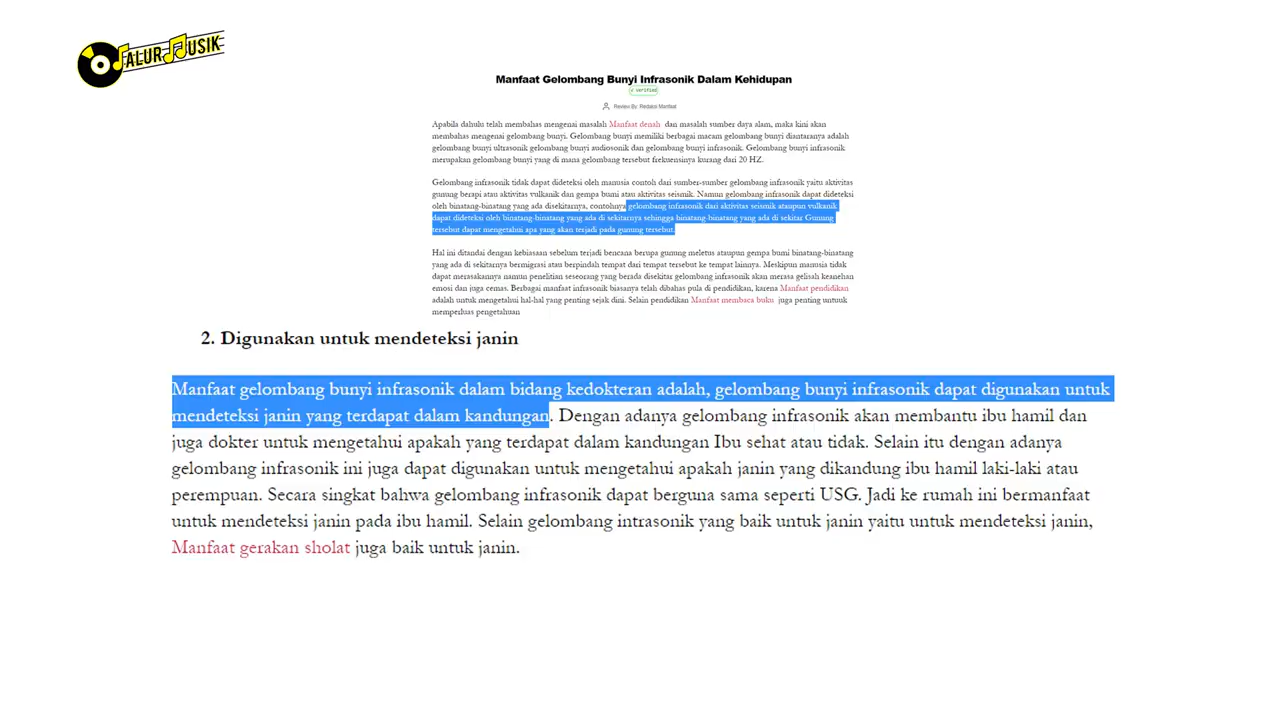 JALUR MUSIK
Manfaat Gelombang Bunyi Infrasonik Dalam Kehidupan
✓ verified
Review By: Redaksi Manfaat
Apabila dahulu telah membahas mengenai masalah Manfaat denah dan masalah sumber daya alam, maka kini akan
membahas mengenai gelombang bunyi. Gelombang bunyi memiliki berbagai macam gelombang bunyi diantaranya adalah
gelombang bunyi ultrasonik gelombang bunyi audiosonik dan gelombang bunyi infrasonik. Gelombang bunyi infrasonik
merupakan gelombang bunyi yang di mana gelombang tersebut frekuensinya kurang dari 20 HZ.
Gelombang infrasonik tidak dapat dideteksi oleh manusia contoh dari sumber-sumber gelombang infrasonik yaitu aktivitas
gunung berapi atau aktivitas vulkanik dan gempa bumi atau aktivitas seismik. Namun gelombang infrasonik dapat dideteksi
oleh binatang-binatang yang ada disekitarnya, contohnya gelombang infrasonik dari aktivitas seismik ataupun vulkanik
dapat dideteksi oleh binatang-binatang yang ada di sekitarnya sehingga binatang-binatang yang ada di sekitar Gunung
tersebut dapat mengetahui apa yang akan terjadi pada gunung tersebut.
Hal ini ditandai dengan kebiasaan sebelum terjadi bencana berupa gunung meletus ataupun gempa bumi binatang-binatang
yang ada di sekitarnya bermigrasi atau berpindah tempat dari tempat tersebut ke tempat lainnya. Meskipun manusia tidak
dapat merasakannya namun penelitian seseorang yang berada disekitar gelombang infrasonik akan merasa gelisah keanehan
emosi dan juga cemas. Berbagai manfaat infrasonik biasanya telah dibahas pula di pendidikan, karena Manfaat pendidikan
adalah untuk mengetahui hal-hal yang penting sejak dini. Selain pendidikan Manfaat membaca buku juga penting untuuk
memperluas pengetahuan
2. Digunakan untuk mendeteksi janin
Manfaat gelombang bunyi infrasonik dalam bidang kedokteran adalah, gelombang bunyi infrasonik dapat digunakan untuk
mendeteksi janin yang terdapat dalam kandungan. Dengan adanya gelombang infrasonik akan membantu ibu hamil dan
juga dokter untuk mengetahui apakah yang terdapat dalam kandungan Ibu sehat atau tidak. Selain itu dengan adanya
gelombang infrasonik ini juga dapat digunakan untuk mengetahui apakah janin yang dikandung ibu hamil laki-laki atau
perempuan. Secara singkat bahwa gelombang infrasonik dapat berguna sama seperti USG. Jadi ke rumah ini bermanfaat
untuk mendeteksi janin pada ibu hamil. Selain gelombang intrasonik yang baik untuk janin yaitu untuk mendeteksi janin,
Manfaat gerakan sholat juga baik untuk janin.